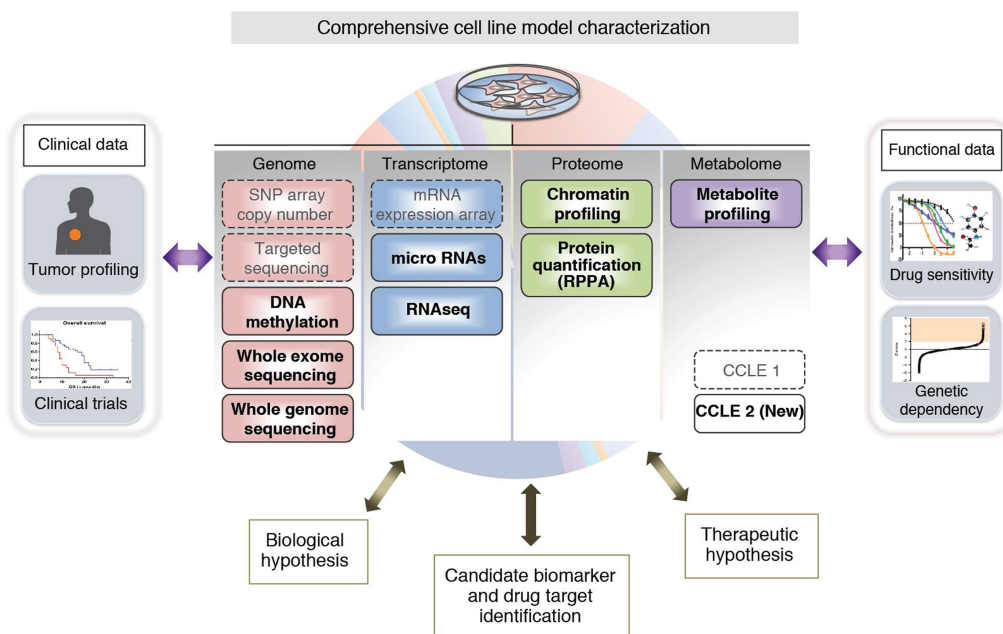 Comprehensive cell line model characterization
Clinical data
Tumor profiling
Overall survival
Clinical trials
Genome
SNP array
copy number
Targeted
sequencing
DNA
methylation
Whole exome
sequencing
Whole genome
sequencing
Transcriptome
mRNA
expression array
micro RNAs
RNAseq
Proteome
Chromatin
profiling
Protein
quantification
(RPPA)
Metabolome
Metabolite
profiling
CCLE 1
CCLE 2 (New)
Functional data
Drug sensitivity
Genetic
dependency
Biological
hypothesis
Candidate biomarker
and drug target
identification
Therapeutic
hypothesis